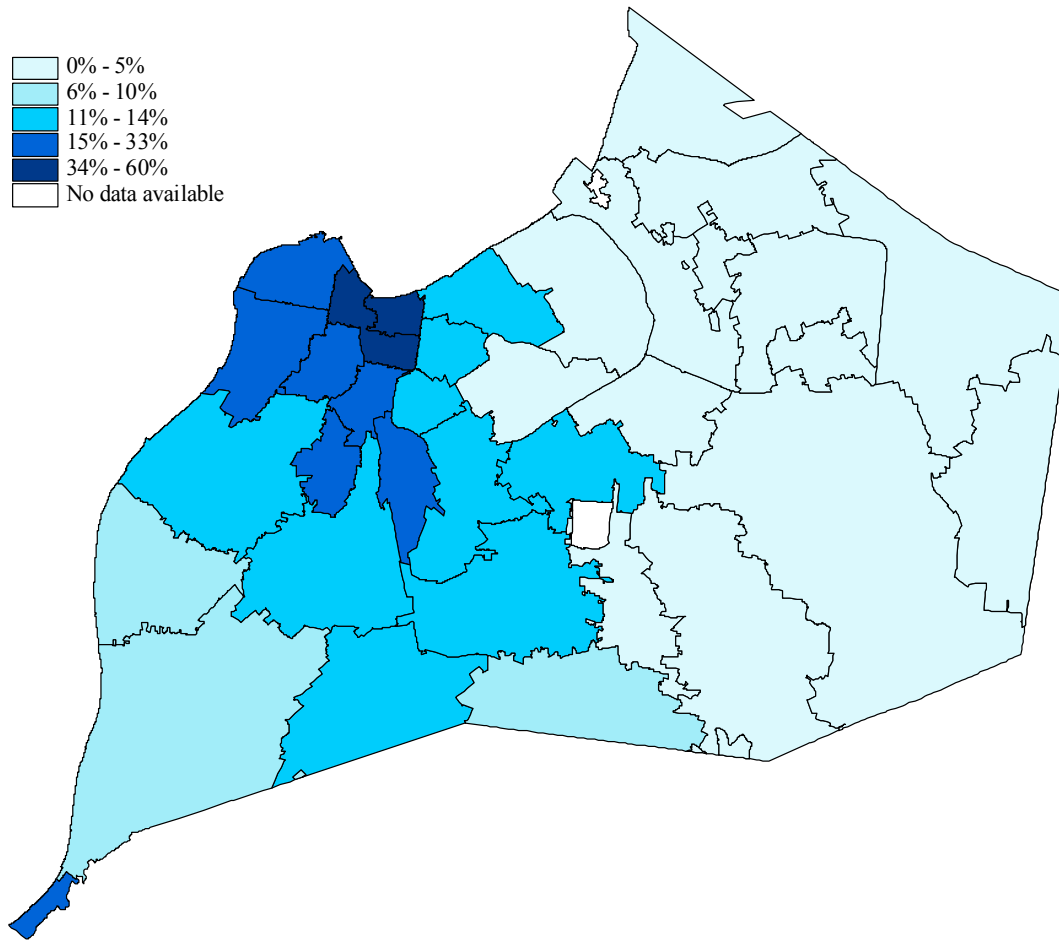 0% - 5%
6% - 10%
11% - 14%
15% - 33%
34% - 60%
No data available